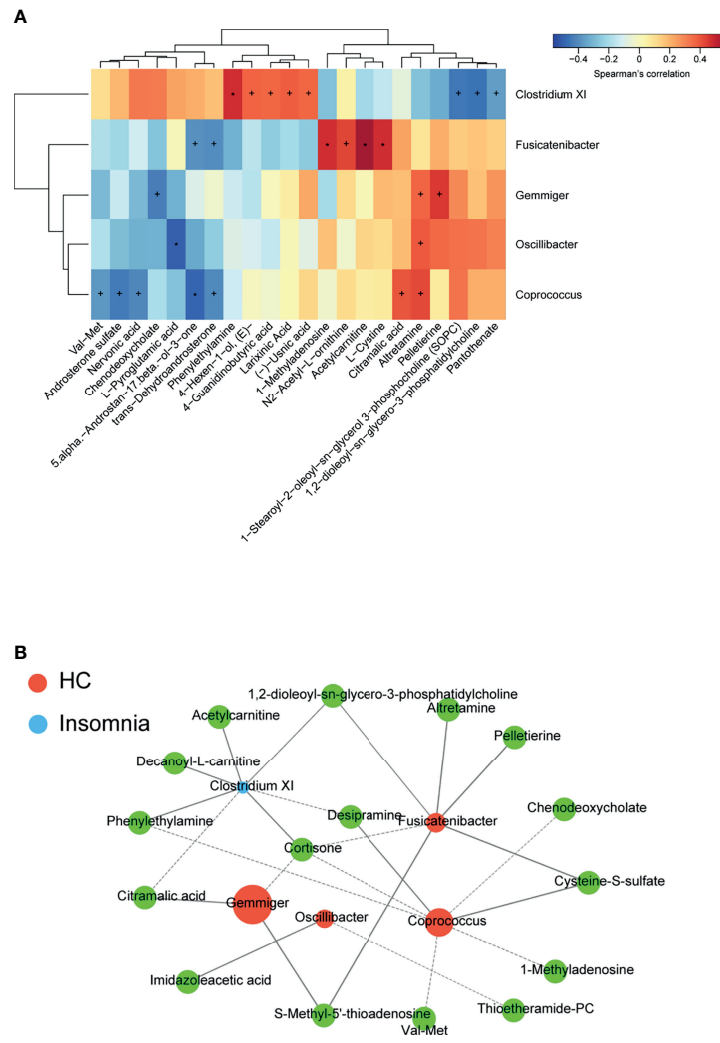 A
−0.4 −0.2 0 0.2 0.4
Spearman's correlation
Clostridium XI
Fusicatenibacter
Gemmiger
Oscillibacter
Coprococcus
Val−Met
Androsterone sulfate
Nervonic acid
Chenodeoxycholate
L−Pyroglutamic acid
5.alpha.−Androstan−17.beta.−ol−3−one
trans−Dehydroandrosterone
Phenylethylamine
4−Hexen−1−ol, (E)−
4−Guanidinobutyric acid
Larixinic Acid
(−)−Usnic Acid
1−Methyladenosine
N2−Acetyl−L−ornithine
Acetylcarnitine
L−Cystine
Citramalic acid
Altretamine
Pelletierine
1−Stearoyl−2−oleoyl−sn−glycerol 3−phosphocholine (SOPC)
1,2−dioleoyl−sn−glycero−3−phosphatidylcholine
Pantothenate
B
HC
Insomnia
1,2-dioleoyl-sn-glycero-3-phosphatidylcholine
Acetylcarnitine
Altretamine
Pelletierine
Decanoyl-L-carnitine
Clostridium XI
Phenylethylamine
Desipramine
Fusicatenibacter
Chenodeoxycholate
Cortisone
Cysteine-S-sulfate
Citramalic acid
Gemmiger
Oscillibacter
Coprococcus
Imidazoleacetic acid
1-Methyladenosine
S-Methyl-5'-thioadenosine
Thioetheramide-PC
Val-Met